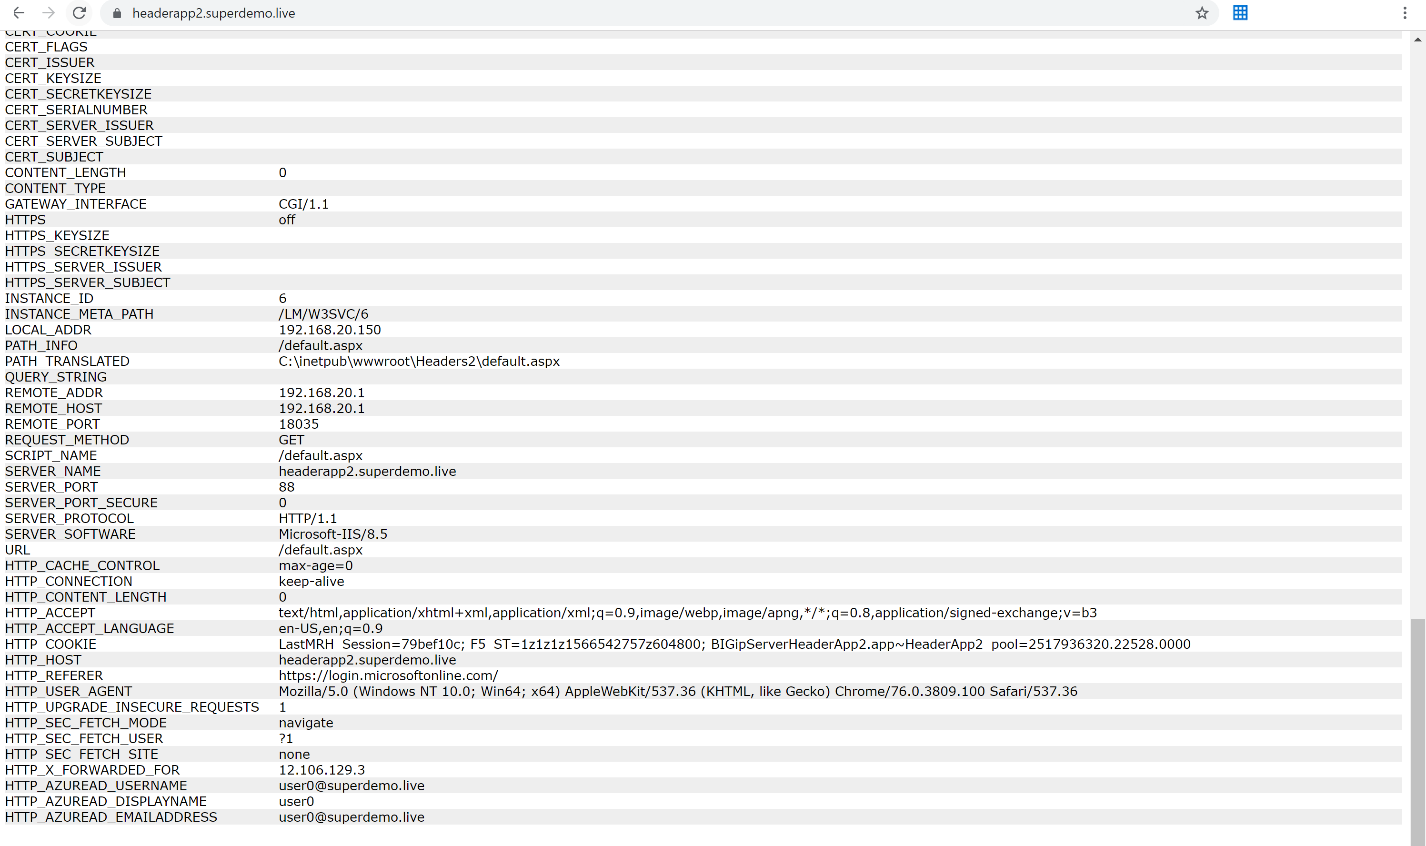 headerapp2.superdemo.live
CERT_COOKIE
CERT_FLAGS
CERT_ISSUER
CERT_KEYSIZE
CERT_SECRETKEYSIZE
CERT_SERIALNUMBER
CERT_SERVER_ISSUER
CERT_SERVER_SUBJECT
CERT_SUBJECT
CONTENT_LENGTH 0
CONTENT_TYPE
GATEWAY_INTERFACE CGI/1.1
HTTPS off
HTTPS_KEYSIZE
HTTPS_SECRETKEYSIZE
HTTPS_SERVER_ISSUER
HTTPS_SERVER_SUBJECT
INSTANCE_ID 6
INSTANCE_META_PATH /LM/W3SVC/6
LOCAL_ADDR 192.168.20.150
PATH_INFO /default.aspx
PATH_TRANSLATED C:\inetpub\wwwroot\Headers2\default.aspx
QUERY_STRING
REMOTE_ADDR 192.168.20.1
REMOTE_HOST 192.168.20.1
REMOTE_PORT 18035
REQUEST_METHOD GET
SCRIPT_NAME /default.aspx
SERVER_NAME headerapp2.superdemo.live
SERVER_PORT 88
SERVER_PORT_SECURE 0
SERVER_PROTOCOL HTTP/1.1
SERVER_SOFTWARE Microsoft-IIS/8.5
URL /default.aspx
HTTP_CACHE_CONTROL max-age=0
HTTP_CONNECTION keep-alive
HTTP_CONTENT_LENGTH 0
HTTP_ACCEPT text/html,application/xhtml+xml,application/xml;q=0.9,image/webp,image/apng,*/*;q=0.8,application/signed-exchange;v=b3
HTTP_ACCEPT_LANGUAGE en-US,en;q=0.9
HTTP_COOKIE LastMRH_Session=79bef10c; F5_ST=1z1z1z1566542757z604800; BIGipServerHeaderApp2.app~HeaderApp2_pool=2517936320.22528.0000
HTTP_HOST headerapp2.superdemo.live
HTTP_REFERER https://login.microsoftonline.com/
HTTP_USER_AGENT Mozilla/5.0 (Windows NT 10.0; Win64; x64) AppleWebKit/537.36 (KHTML, like Gecko) Chrome/76.0.3809.100 Safari/537.36
HTTP_UPGRADE_INSECURE_REQUESTS 1
HTTP_SEC_FETCH_MODE navigate
HTTP_SEC_FETCH_USER ?1
HTTP_SEC_FETCH_SITE none
HTTP_X_FORWARDED_FOR 12.106.129.3
HTTP_AZUREAD_USERNAME user0@superdemo.live
HTTP_AZUREAD_DISPLAYNAME user0
HTTP_AZUREAD_EMAILADDRESS user0@superdemo.live